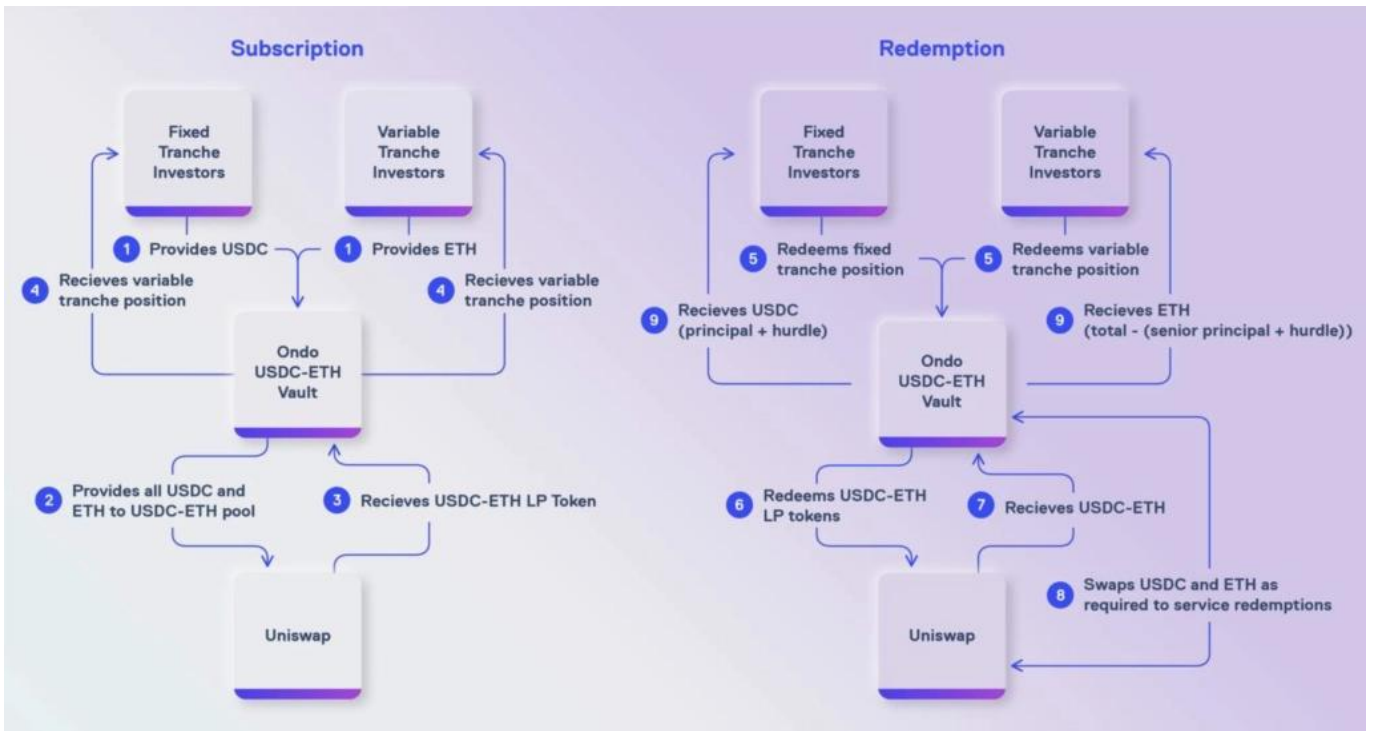 Subscription
Fixed
Tranche
Investors
Variable
Tranche
Investors
1 Provides USDC
1 Provides ETH
4 Recieves variable
tranche position
4 Recieves variable
tranche position
Ondo
USDC-ETH
Vault
2 Provides all USDC and
ETH to USDC-ETH pool
3 Recieves USDC-ETH LP Token
Uniswap
Redemption
Fixed
Tranche
Investors
Variable
Tranche
Investors
5 Redeems fixed
tranche position
5 Redeems variable
tranche position
9 Recieves USDC
(principal + hurdle)
9 Recieves ETH
(total - (senior principal + hurdle))
Ondo
USDC-ETH
Vault
6 Redeems USDC-ETH
LP tokens
7 Recieves USDC-ETH
8 Swaps USDC and ETH as
required to service redemptions
Uniswap